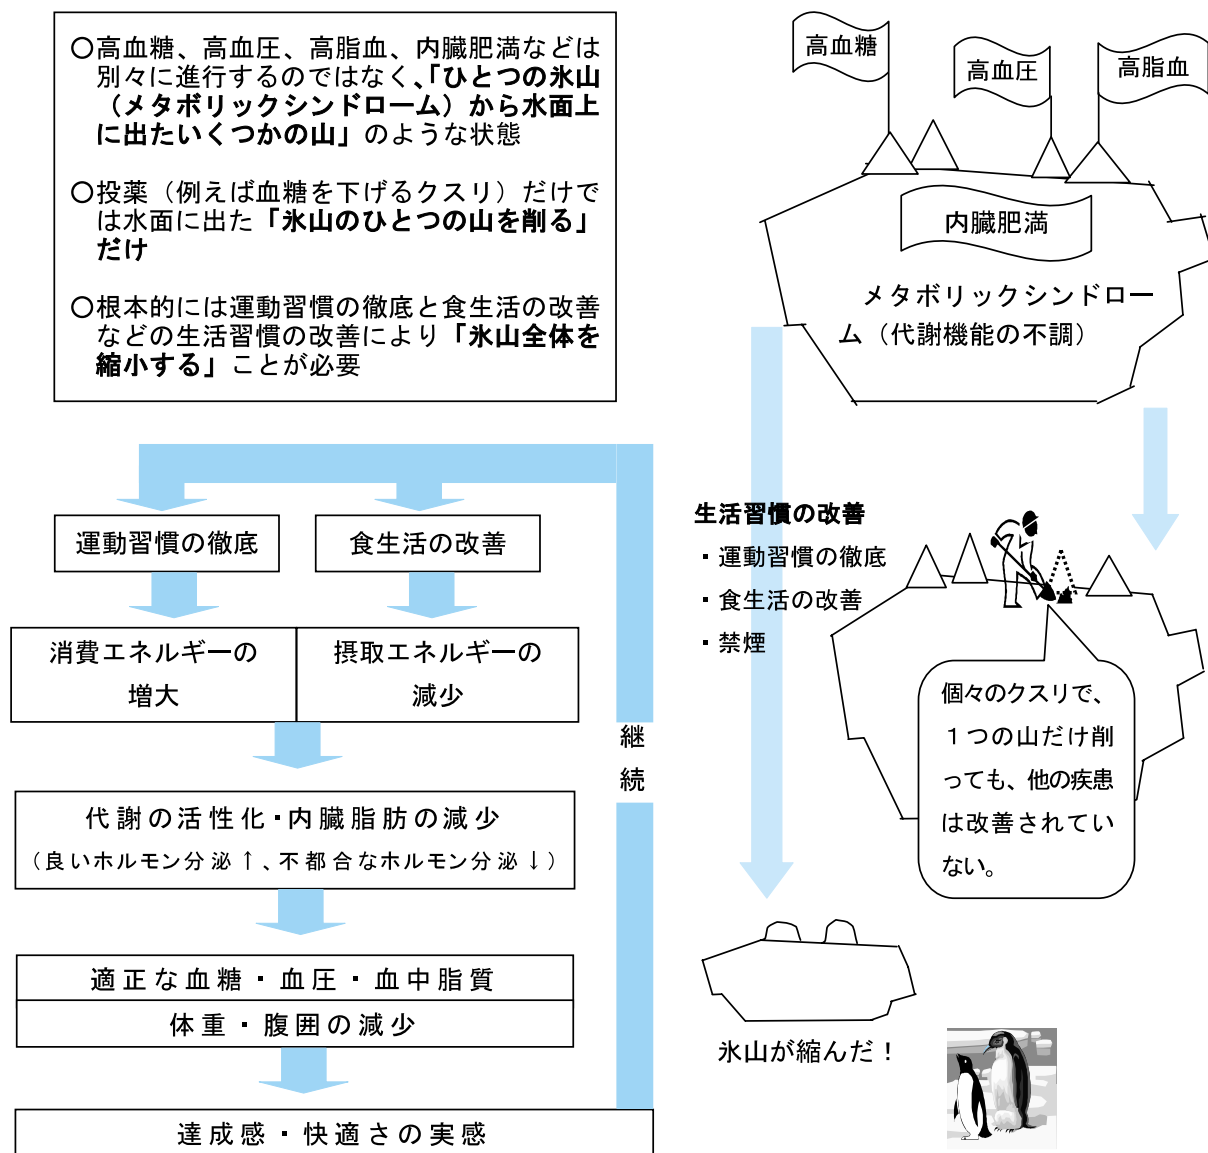 ○高血糖、高血圧、高脂血、内臓肥満などは
別々に進行するのではなく、「ひとつの氷山
（メタボリックシンドローム）から水面上
に出たいくつかの山」のような状態
○投薬（例えば血糖を下げるクスリ）だけで
は水面に出た「氷山のひとつの山を削る」
だけ
○根本的には運動習慣の徹底と食生活の改善
などの生活習慣の改善により「氷山全体を
縮小する」ことが必要
高血糖
高血圧
高脂血
内臓肥満
メタボリックシンドロー
ム（代謝機能の不調）
運動習慣の徹底
食生活の改善
消費エネルギーの
増大
摂取エネルギーの
減少
継
続
代謝の活性化・内臓脂肪の減少
（良いホルモン分泌↑、不都合なホルモン分泌↓）
適正な血糖・血圧・血中脂質
体重・腹囲の減少
達成感・快適さの実感
生活習慣の改善
・運動習慣の徹底
・食生活の改善
・禁煙
個々のクスリで、
１つの山だけ削
っても、他の疾患
は改善されてい
ない。
氷山が縮んだ！